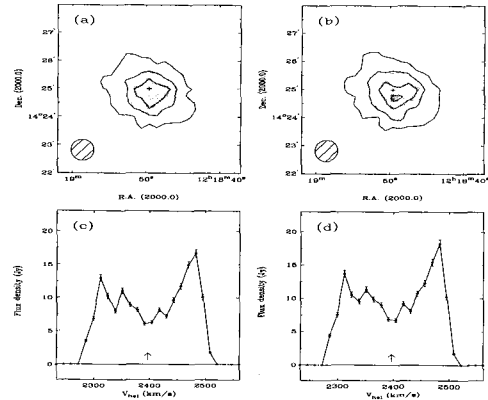 (a)
(b)
27'
26'
25'
14°24'
23'
22'
Dec. (2000.0)
19ᵐ
50ˢ
12ʰ18ᵐ40ˢ
R.A. (2000.0)
27'
26'
25'
14°24'
23'
22'
Dec. (2000.0)
19ᵐ
50ˢ
12ʰ18ᵐ40ˢ
R.A. (2000.0)
(c)
20
15
10
5
0
Flux density (Jy)
2300
2400
2500
V_hel (km/s)
(d)
20
15
10
5
0
Flux density (Jy)
2300
2400
2500
V_hel (km/s)